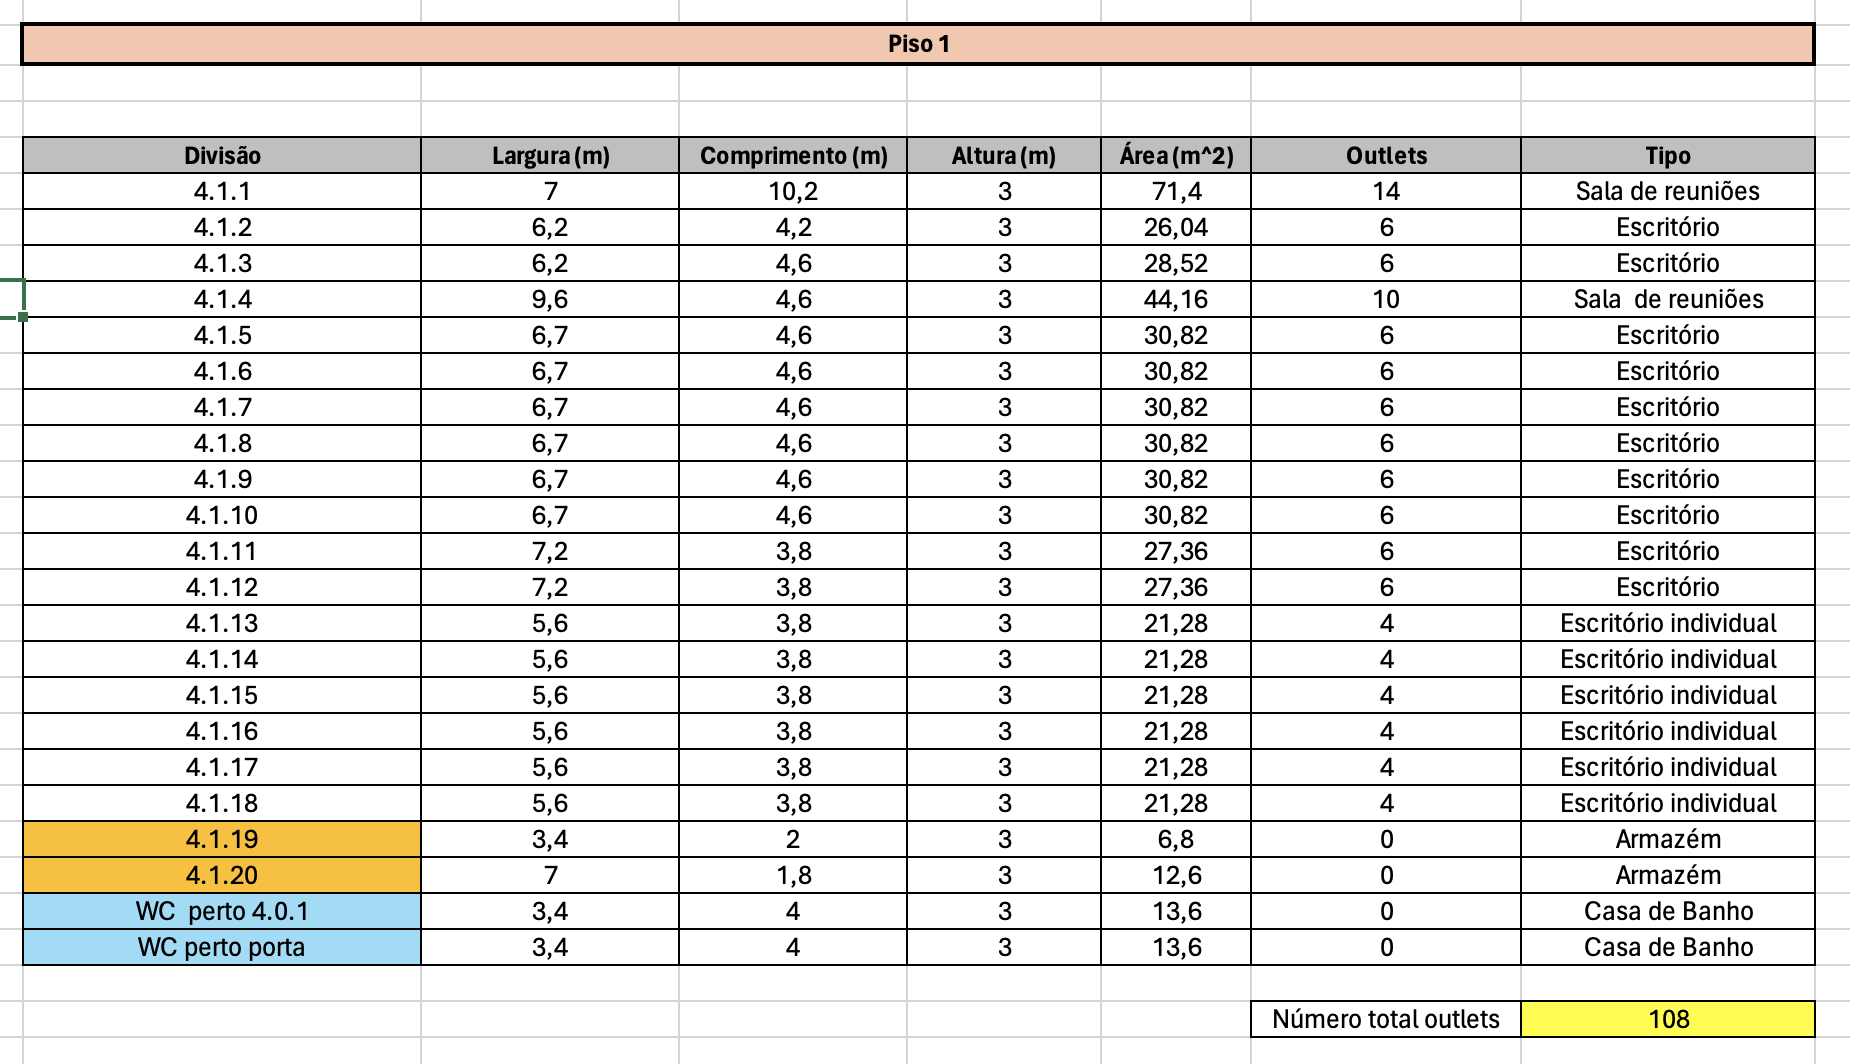 Piso 1
Divisão Largura (m) Comprimento (m) Altura (m) Área (m^2) Outlets Tipo
4.1.1 7 10,2 3 71,4 14 Sala de reuniões
4.1.2 6,2 4,2 3 26,04 6 Escritório
4.1.3 6,2 4,6 3 28,52 6 Escritório
4.1.4 9,6 4,6 3 44,16 10 Sala  de reuniões
4.1.5 6,7 4,6 3 30,82 6 Escritório
4.1.6 6,7 4,6 3 30,82 6 Escritório
4.1.7 6,7 4,6 3 30,82 6 Escritório
4.1.8 6,7 4,6 3 30,82 6 Escritório
4.1.9 6,7 4,6 3 30,82 6 Escritório
4.1.10 6,7 4,6 3 30,82 6 Escritório
4.1.11 7,2 3,8 3 27,36 6 Escritório
4.1.12 7,2 3,8 3 27,36 6 Escritório
4.1.13 5,6 3,8 3 21,28 4 Escritório individual
4.1.14 5,6 3,8 3 21,28 4 Escritório individual
4.1.15 5,6 3,8 3 21,28 4 Escritório individual
4.1.16 5,6 3,8 3 21,28 4 Escritório individual
4.1.17 5,6 3,8 3 21,28 4 Escritório individual
4.1.18 5,6 3,8 3 21,28 4 Escritório individual
4.1.19 3,4 2 3 6,8 0 Armazém
4.1.20 7 1,8 3 12,6 0 Armazém
WC  perto 4.0.1 3,4 4 3 13,6 0 Casa de Banho
WC perto porta 3,4 4 3 13,6 0 Casa de Banho
Número total outlets 108